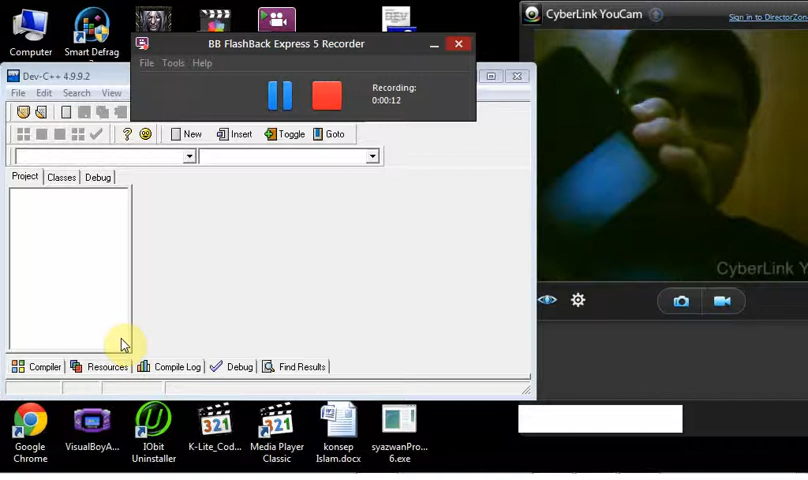 Computer
Smart Defrag
BB FlashBack Express 5 Recorder
File Tools Help
Recording:
0:00:12
CyberLink YouCam
Sign in to DirectorZon
Dev-C++ 4.9.9.2
File Edit Search View
New Insert Toggle Goto
Project Classes Debug
CyberLink Y
Compiler Resources Compile Log Debug Find Results
Google
Chrome
VisualBoyA...
IObit
Uninstaller
K-Lite_Cod...
Media Player
Classic
konsep
Islam.docx
syazwanPro...
6.exe
321
321